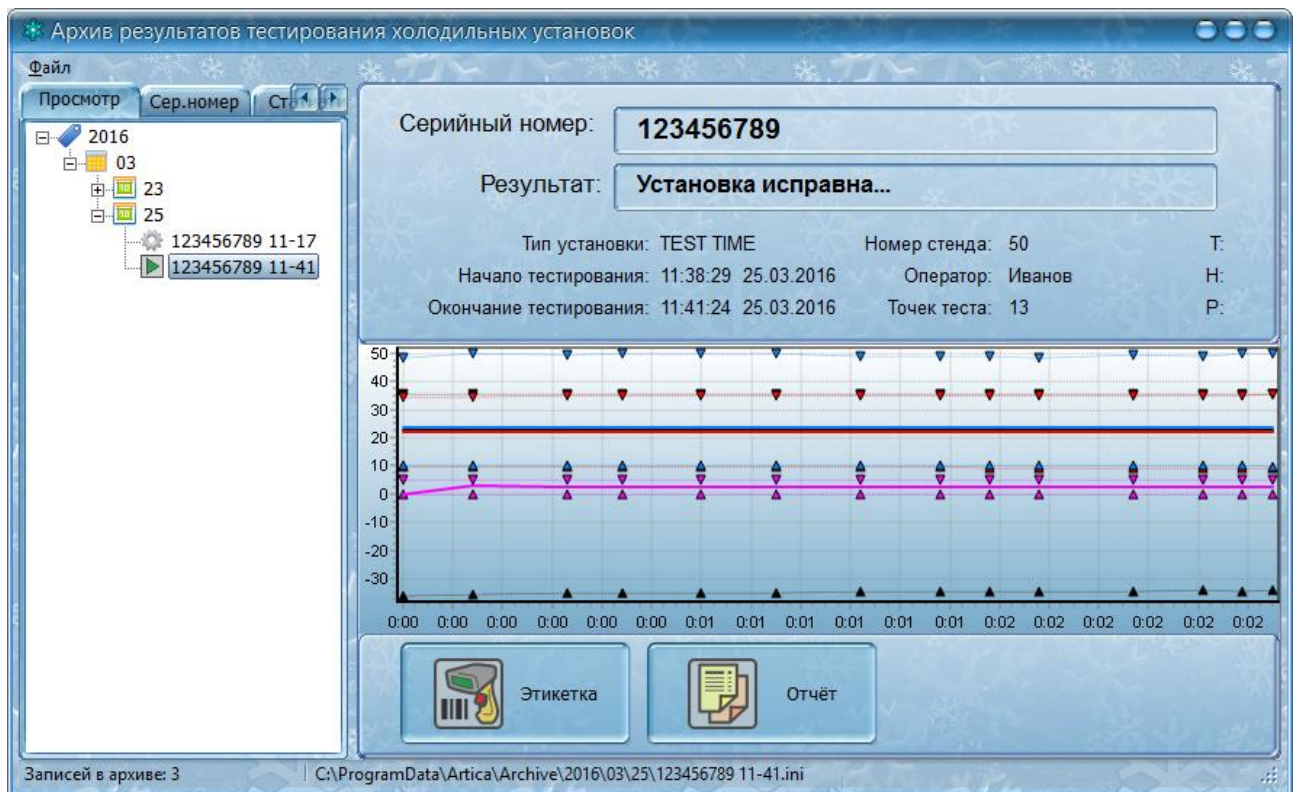 Архив результатов тестирования холодильных установок
Файл
Просмотр Сер.номер Ст
2016
03
23
25
123456789 11-17
123456789 11-41
Серийный номер: 123456789
Результат: Установка исправна...
Тип установки: TEST TIME Номер стенда: 50 T:
Начало тестирования: 11:38:29 25.03.2016 Оператор: Иванов H:
Окончание тестирования: 11:41:24 25.03.2016 Точек теста: 13 P:
50
40
30
20
10
0
-10
-20
-30
0:00 0:00 0:00 0:00 0:00 0:00 0:01 0:01 0:01 0:01 0:01 0:01 0:02 0:02 0:02 0:02 0:02 0:02
Этикетка Отчёт
Записей в архиве: 3 C:\ProgramData\Artica\Archive\2016\03\25\123456789 11-41.ini